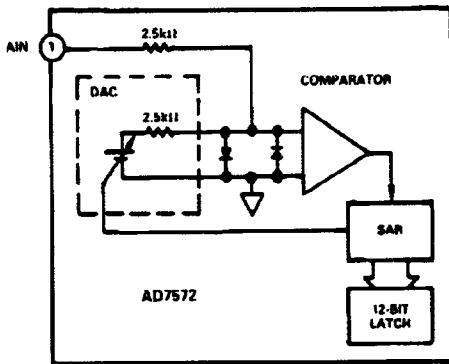 AIN 1 2.5kΩ
COMPARATOR
DAC
2.5kΩ
SAR
AD7572
12-BIT
LATCH